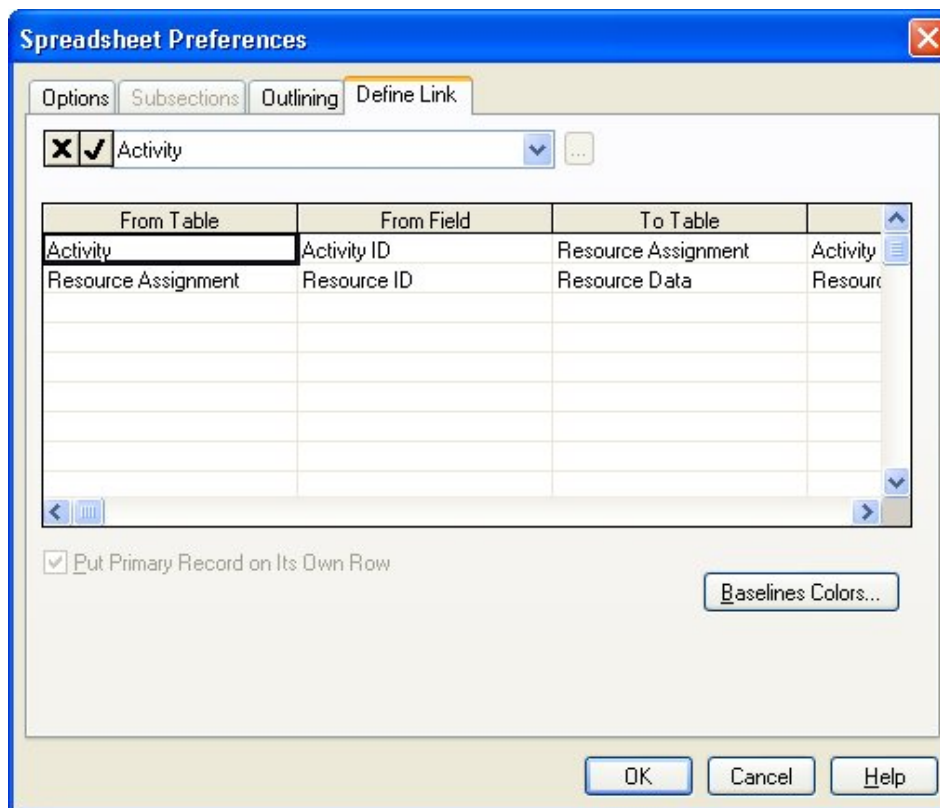 Spreadsheet Preferences
Options Subsections Outlining Define Link
Activity ...
From Table From Field To Table
Activity Activity ID Resource Assignment Activity
Resource Assignment Resource ID Resource Data
Put Primary Record on Its Own Row
Baselines Colors...
OK Cancel Help